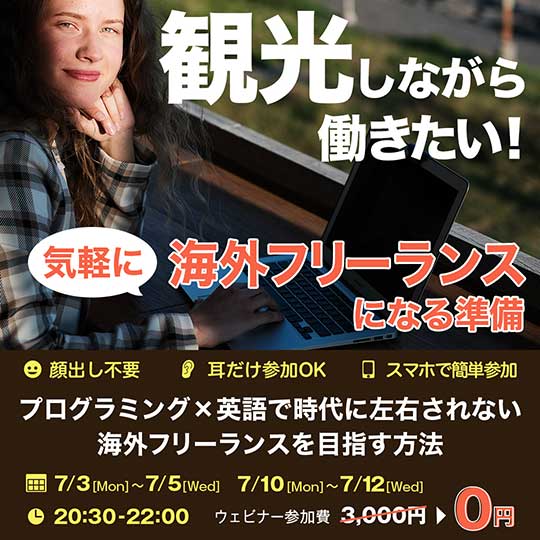 観光しながら
働きたい！
気軽に
海外フリーランス
になる準備
顔出し不要 耳だけ参加OK スマホで簡単参加
プログラミング×英語で時代に左右されない
海外フリーランスを目指す方法
7/3[Mon]～7/5[Wed] 7/10[Mon]～7/12[Wed]
20:30-22:00 ウェビナー参加費 3,000円 0円